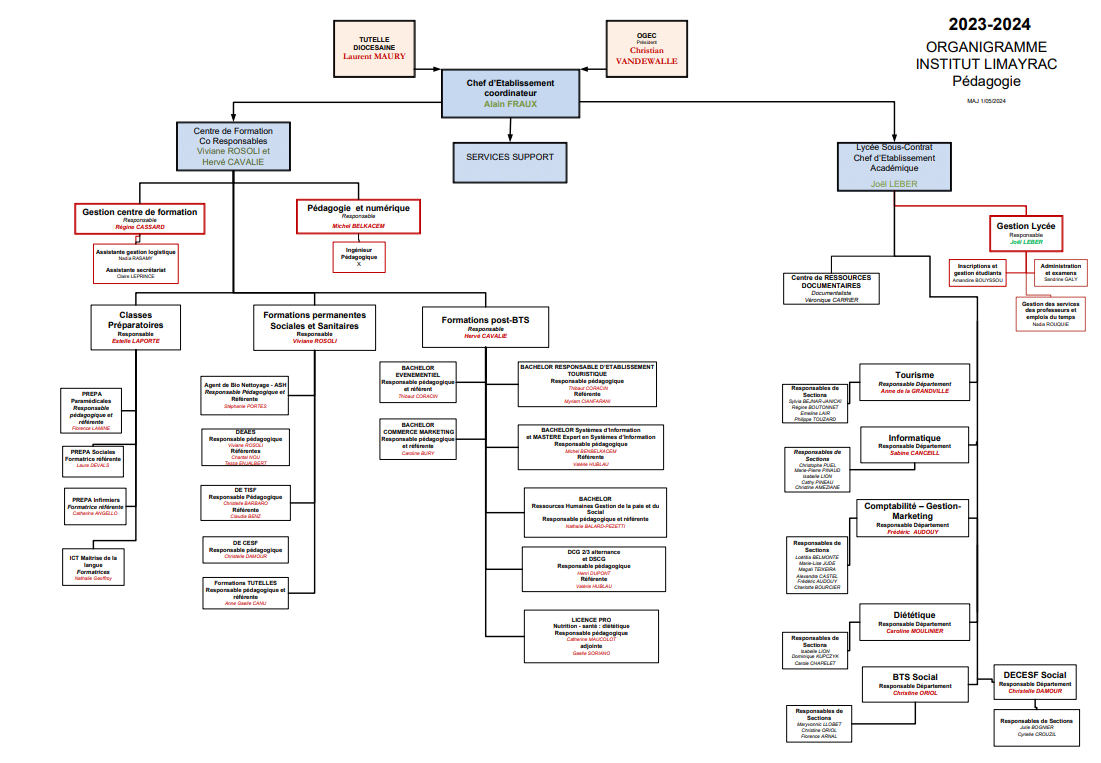 2023-2024
ORGANIGRAMME
INSTITUT LIMAYRAC
Pédagogie
MAJ 1/05/2024
TUTELLE
DIOCESAINE
Laurent MAURY
OGEC
Président
Christian
VANDEWALLE
Chef d'Etablissement
coordinateur
Alain FRAUX
Centre de Formation
Co Responsables
Viviane ROSOLI et
Hervé CAVALIE
SERVICES SUPPORT
Lycée Sous-Contrat
Chef d'Etablissement
Académique
Joël LEBER
Gestion centre de formation
Responsable
Régine CASSARD
Assistante gestion logistique
Nadia RASAMY
Assistante secrétariat
Claire LEPRINCE
Pédagogie et numérique
Responsable
Michel BELKACEM
Ingénieur
Pédagogique
X
Gestion Lycée
Responsable
Joël LEBER
Inscriptions et
gestion étudiants
Amandine BOUYSSOU
Administration
et examens
Sandrine GALY
Gestion des services
des professeurs et
emplois du temps
Nadia ROUQUIE
Centre de RESSOURCES
DOCUMENTAIRES
Documentaliste
Véronique CARRIER
Classes
Préparatoires
Responsable
Estelle LAPORTE
PREPA
Paramédicales
Responsable
pédagogique et
référente
Florence LAMINE
PREPA Sociales
Formatrice référente
Laure DEVALS
PREPA Infirmiers
Formatrice référente
Catherine ANGELLO
ICT Maitrise de la
langue
Formatrices
Nathalie Geoffroy
Formations permanentes
Sociales et Sanitaires
Responsable
Viviane ROSOLI
Agent de Bio Nettoyage - ASH
Responsable Pédagogique et
Référente
Stéphanie PORTES
DEAES
Responsable pédagogique
Viviane ROSOLI
Référentes
Chantal NOU
Tessa ENJALBERT
DE TISF
Responsable Pédagogique
Christelle BARBARO
Référente
Claudia BENZ
DE CESF
Responsable pédagogique
Christelle DAMOUR
Formations TUTELLES
Responsable pédagogique et
référente
Anne Gaëlle CANU
Formations post-BTS
Responsable
Hervé CAVALIE
BACHELOR
EVENEMENTIEL
Responsable pédagogique
et référent
Thibaut CORACIN
BACHELOR
COMMERCE MARKETING
Responsable pédagogique
et référente
Caroline BURY
BACHELOR RESPONSABLE D'ETABLISSEMENT
TOURISTIQUE
Responsable pédagogique
Thibaut CORACIN
Référente
Myriam CIANFARANI
BACHELOR Systèmes d'Information
et MASTERE Expert en Systèmes d'Information
Responsable pédagogique
Michel BENBELKACEM
Référente
Valérie HUBLAU
BACHELOR
Ressources Humaines Gestion de la paie et du
Social
Responsable pédagogique et référente
Nathalie BALARD-PEZETTI
DCG 2/3 alternance
et DSCG
Responsable pédagogique
Henri DUPONT
Référente
Valérie HUBLAU
LICENCE PRO
Nutrition - santé : diététique
Responsable pédagogique
Catherine MAUCOLOT
adjointe
Gaelle SORIANO
Tourisme
Responsable Département
Anne de la GRANDVILLE
Responsables de
Sections
Sylvia BEJNAR-JANICKI
Régine BOUTONNET
Emeline LAIR
Philippe TOUZARD
Informatique
Responsable Département
Sabine CANCEILL
Responsables de
Sections
Christophe PUEL
Marie-Pierre PINAUD
Isabelle LION
Cathy PINEAU
Christine AMEZIANE
Comptabilité – Gestion-
Marketing
Responsable Département
Frédéric AUDOUY
Responsables de
Sections
Loëtitia BELMONTE
Marie-Lise JUDE
Magali TEIXEIRA
Alexandra CASTEL
Frédéric AUDOUY
Charlotte BOURCIER
Diététique
Responsable Département
Caroline MOULINIER
Responsables de
Sections
Isabelle LION
Dominique KUPCZYK
Carole CHAPELET
BTS Social
Responsable Département
Christine ORIOL
Responsables de
Sections
Maryvonnic LLOBET
Christine ORIOL
Florence ARNAL
DECESF Social
Responsable Département
Christelle DAMOUR
Responsables de Sections
Julie BOGNIER
Cyrielle CROUZIL